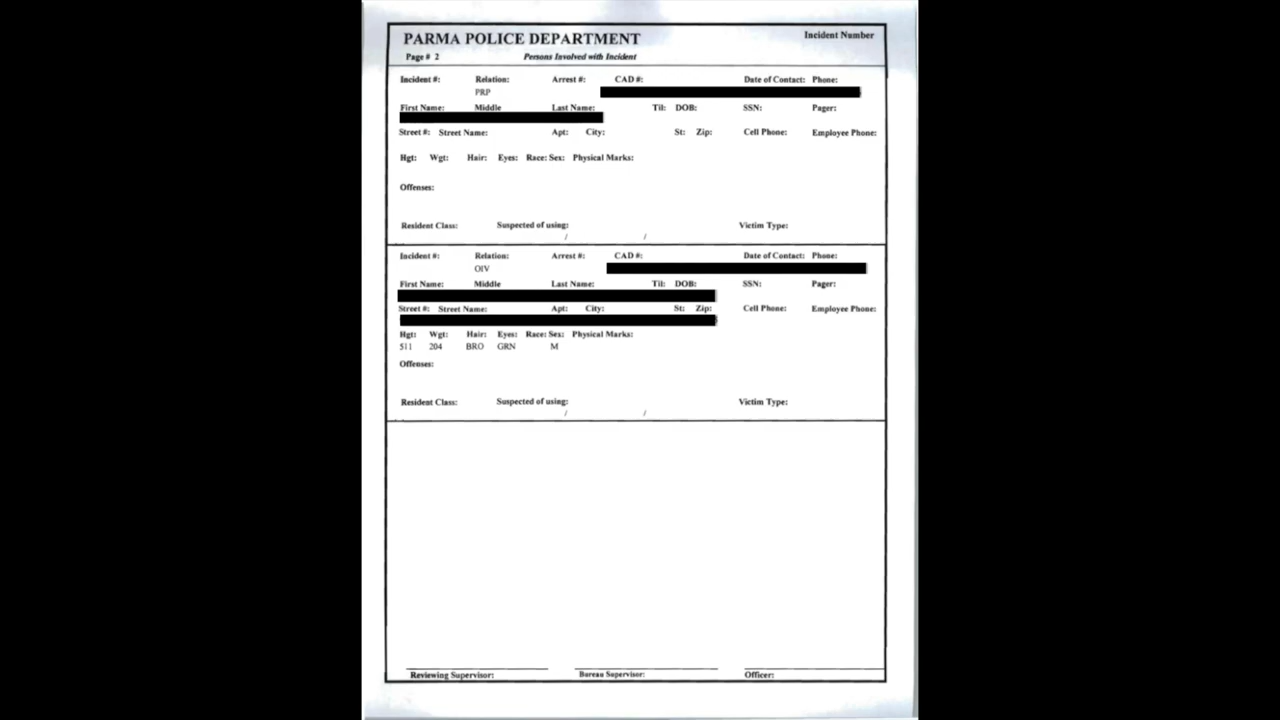 PARMA POLICE DEPARTMENT Incident Number
Page # 2 Persons Involved with Incident
Incident #: Relation: Arrest #: CAD #: Date of Contact: Phone:
PRP
First Name: Middle Last Name: Til: DOB: SSN: Pager:
Street #: Street Name: Apt: City: St: Zip: Cell Phone: Employee Phone:
Hgt: Wgt: Hair: Eyes: Race: Sex: Physical Marks:
Offenses:
Resident Class: Suspected of using: Victim Type:
/ /
Incident #: Relation: Arrest #: CAD #: Date of Contact: Phone:
OIV
First Name: Middle Last Name: Til: DOB: SSN: Pager:
Street #: Street Name: Apt: City: St: Zip: Cell Phone: Employee Phone:
Hgt: Wgt: Hair: Eyes: Race: Sex: Physical Marks:
511 204 BRO GRN M
Offenses:
Resident Class: Suspected of using: Victim Type:
/ /
Reviewing Supervisor: Bureau Supervisor: Officer: